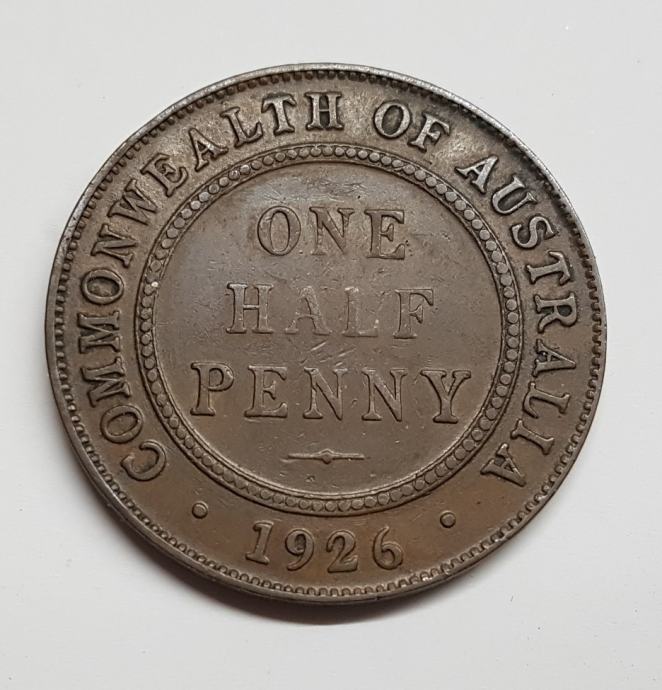 COMMONWEALTH OF AUSTRALIA
ONE
HALF
PENNY
· 1926 ·